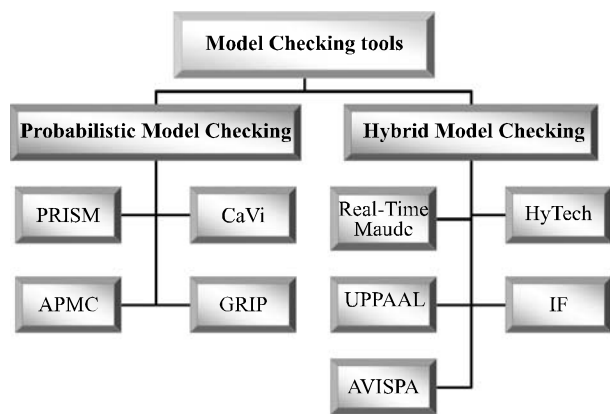 Model Checking tools
Probabilistic Model Checking
Hybrid Model Checking
PRISM
CaVi
Real-Time
Maudc
HyTech
APMC
GRIP
UPPAAL
IF
AVISPA